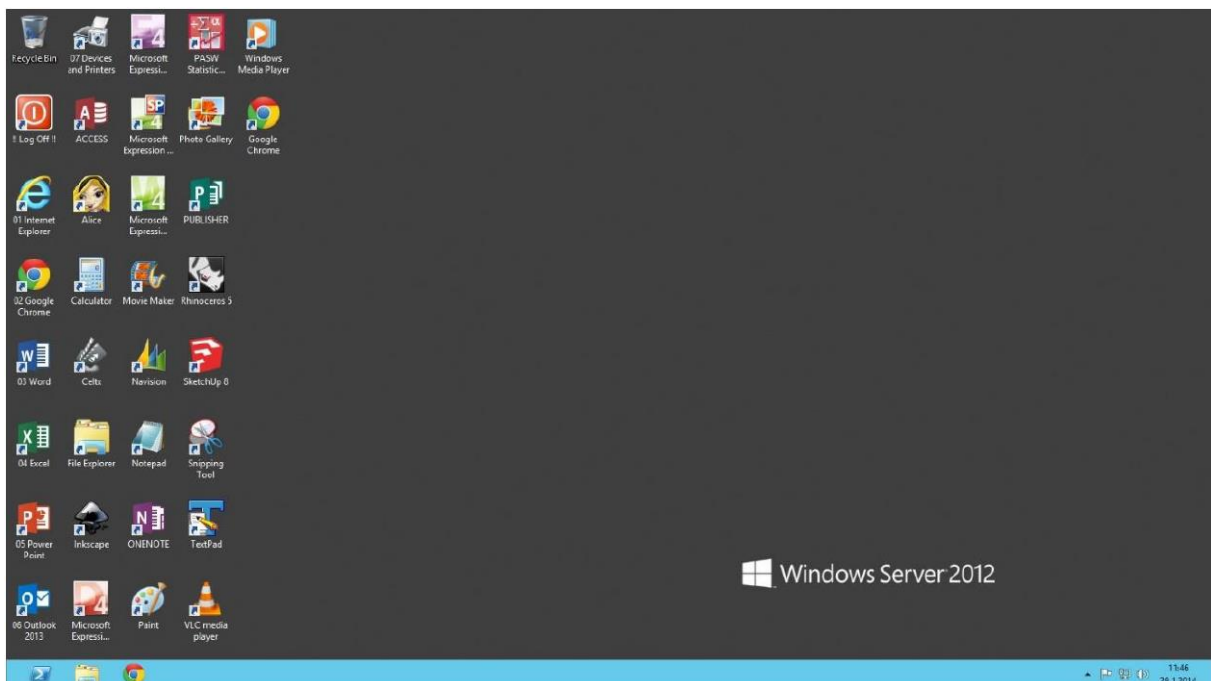 Recycle Bin
07 Devices
and Printers
Microsoft
Expressi...
PASW
Statistic...
Windows
Media Player
!! Log Off !!
ACCESS
Microsoft
Expression ...
Photo Gallery
Google
Chrome
01 Internet
Explorer
Alice
Microsoft
Expressi...
PUBLISHER
02 Google
Chrome
Calculator
Movie Maker
Rhinoceros 5
03 Word
Celtx
Navision
SketchUp 8
04 Excel
File Explorer
Notepad
Snipping
Tool
05 Power
Point
Inkscape
ONENOTE
TextPad
Windows Server 2012
06 Outlook
2013
Microsoft
Expressi...
Paint
VLC media
player
11:46